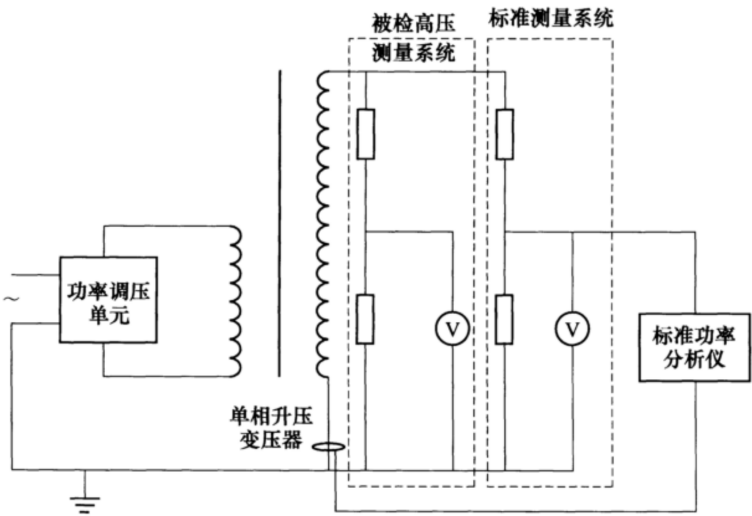 被检高压
测量系统
标准测量系统
功率调压
单元
~
V
V
标准功率
分析仪
单相升压
变压器